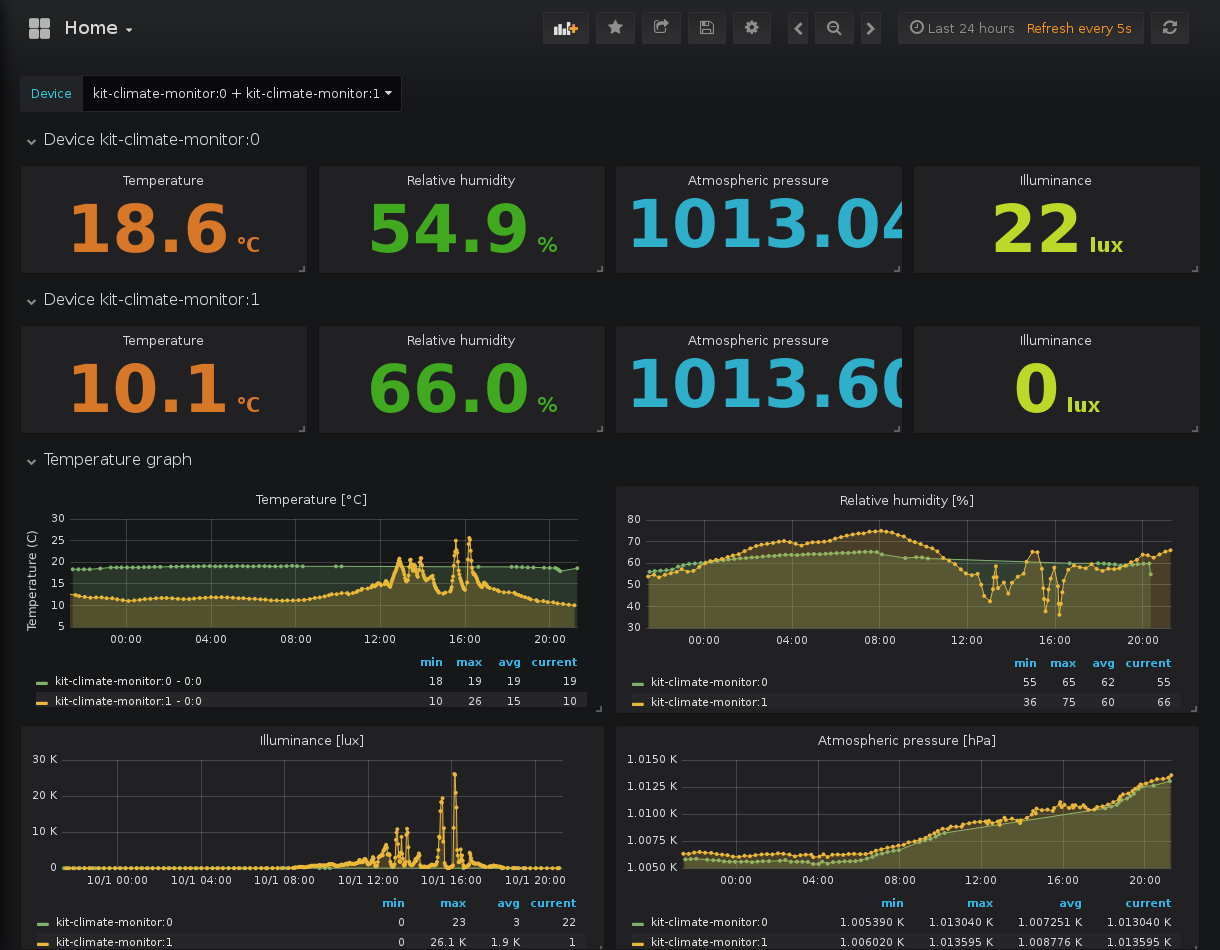 Home
Last 24 hours Refresh every 5s
Device kit-climate-monitor:0 + kit-climate-monitor:1
Device kit-climate-monitor:0
Temperature Relative humidity Atmospheric pressure Illuminance
18.6 °C 54.9 % 1013.04 22 lux
Device kit-climate-monitor:1
Temperature Relative humidity Atmospheric pressure Illuminance
10.1 °C 66.0 % 1013.60 0 lux
Temperature graph
Temperature [°C]
Temperature (C)
30
25
20
15
10
5
00:00 04:00 08:00 12:00 16:00 20:00
min max avg current
kit-climate-monitor:0 - 0:0 18 19 19 19
kit-climate-monitor:1 - 0:0 10 26 15 10
Relative humidity [%]
80
70
60
50
40
30
00:00 04:00 08:00 12:00 16:00 20:00
min max avg current
kit-climate-monitor:0 55 65 62 55
kit-climate-monitor:1 36 75 60 66
Illuminance [lux]
30 K
20 K
10 K
0
10/1 00:00 10/1 04:00 10/1 08:00 10/1 12:00 10/1 16:00 10/1 20:00
min max avg current
kit-climate-monitor:0 0 23 3 22
kit-climate-monitor:1 0 26.1 K 1.9 K 1
Atmospheric pressure [hPa]
1.0150 K
1.0125 K
1.0100 K
1.0075 K
1.0050 K
00:00 04:00 08:00 12:00 16:00 20:00
min max avg current
kit-climate-monitor:0 1.005390 K 1.013040 K 1.007251 K 1.013040 K
kit-climate-monitor:1 1.006020 K 1.013595 K 1.008776 K 1.013595 K